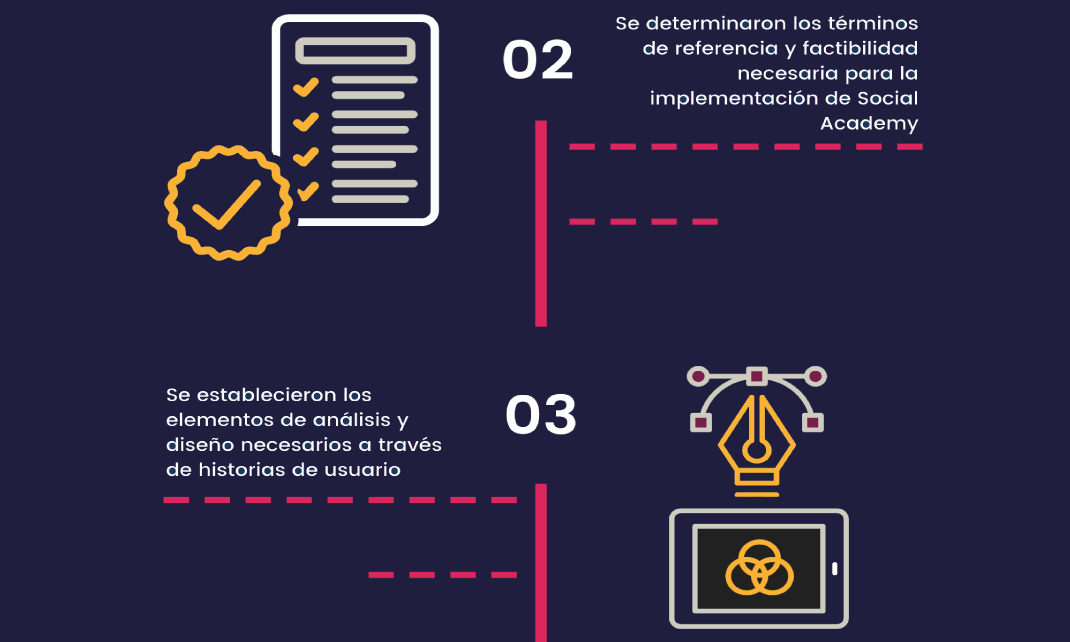 02
Se determinaron los términos
de referencia y factibilidad
necesaria para la
implementación de Social
Academy
Se establecieron los
elementos de análisis y
diseño necesarios a través
de historias de usuario
03